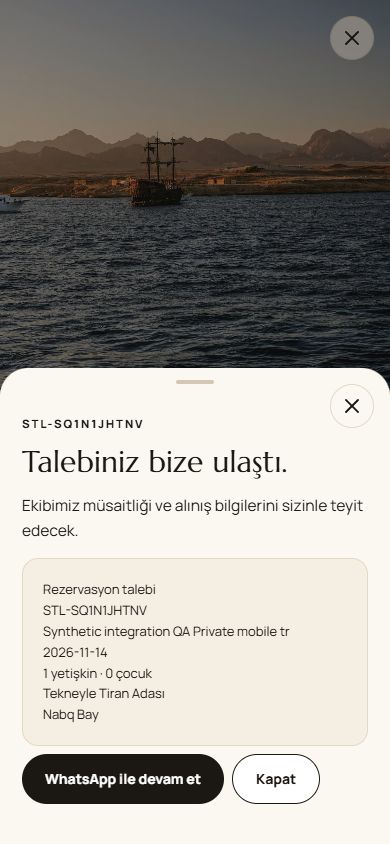 STL-SQ1N1JHTNV
Talebiniz bize ulaştı.
Ekibimiz müsaitliği ve alınış bilgilerini sizinle teyit
edecek.
Rezervasyon talebi
STL-SQ1N1JHTNV
Synthetic integration QA Private mobile tr
2026-11-14
1 yetişkin · 0 çocuk
Tekneyle Tiran Adası
Nabq Bay
WhatsApp ile devam et
Kapat